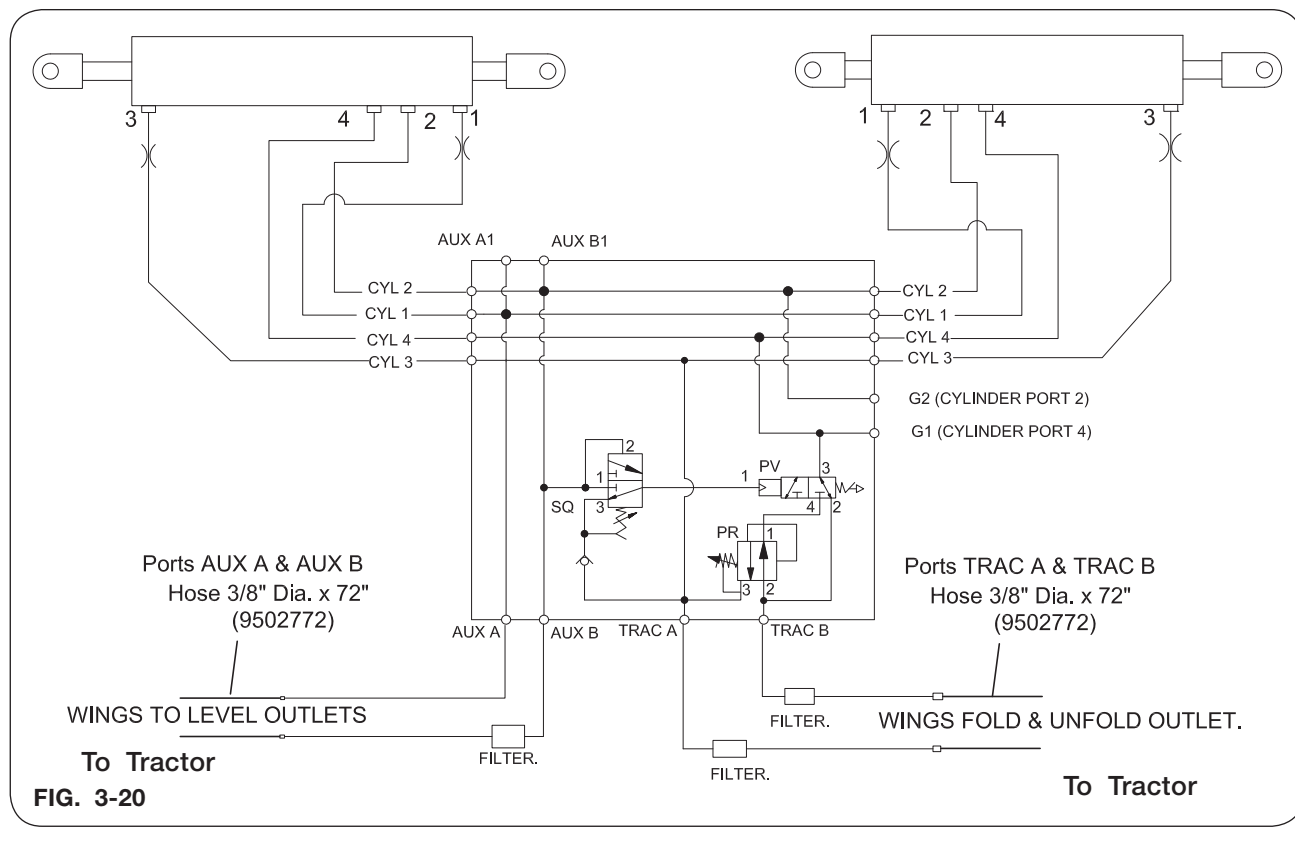 3
4
2
1
1
2
4
3
AUX A1
AUX B1
CYL 2
CYL 1
CYL 4
CYL 3
CYL 2
CYL 1
CYL 4
CYL 3
G2 (CYLINDER PORT 2)
G1 (CYLINDER PORT 4)
2
1
3
SQ
1
PV
3
4
2
PR
1
3
2
Ports AUX A & AUX B
Hose 3/8" Dia. x 72"
(9502772)
Ports TRAC A & TRAC B
Hose 3/8" Dia. x 72"
(9502772)
AUX A
AUX B
TRAC A
TRAC B
WINGS TO LEVEL OUTLETS
FILTER.
FILTER.
FILTER.
WINGS FOLD & UNFOLD OUTLET.
To Tractor
To Tractor
FIG. 3-20